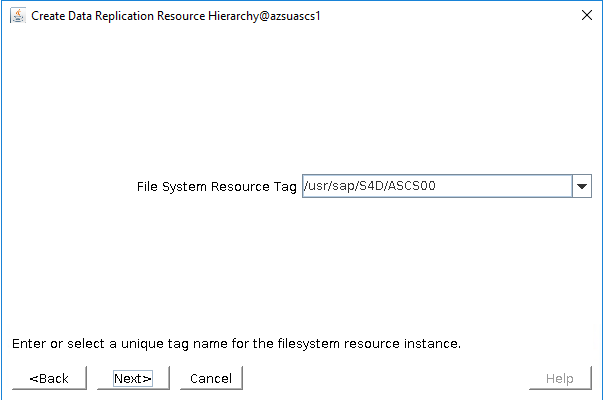 Create Data Replication Resource Hierarchy@azsuascs1
File System Resource Tag /usr/sap/S4D/ASCS00
Enter or select a unique tag name for the filesystem resource instance.
<Back Next> Cancel Help